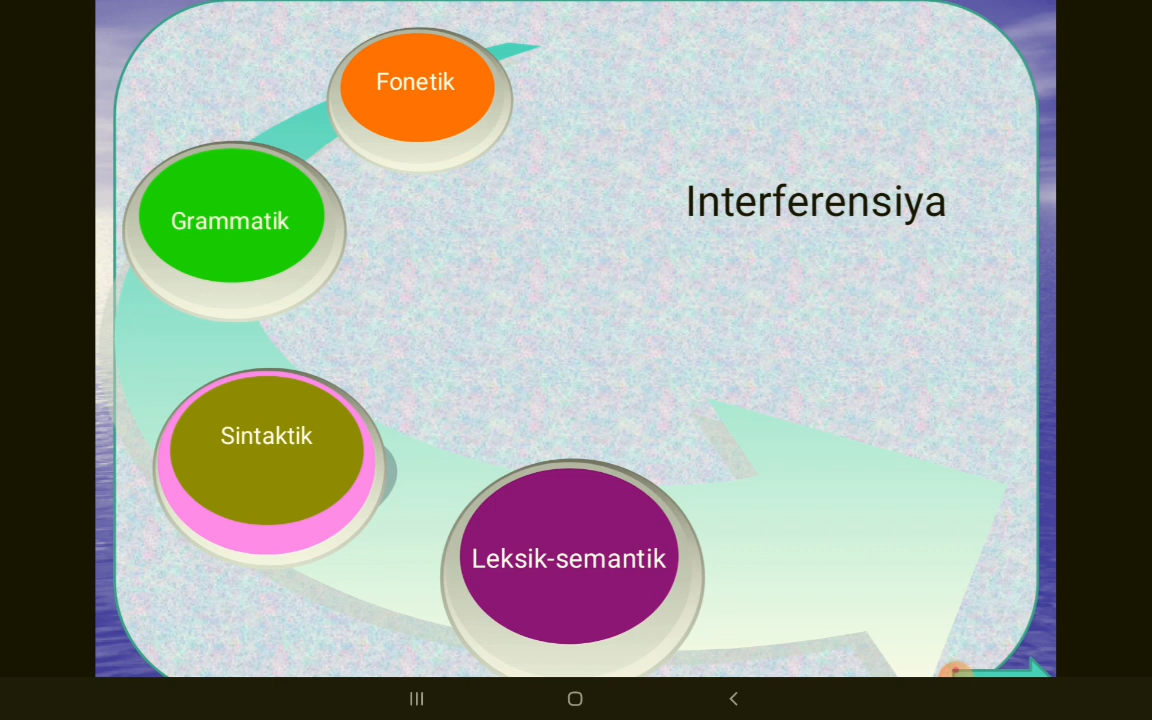 Fonetik
Interferensiya
Grammatik
Sintaktik
Leksik-semantik